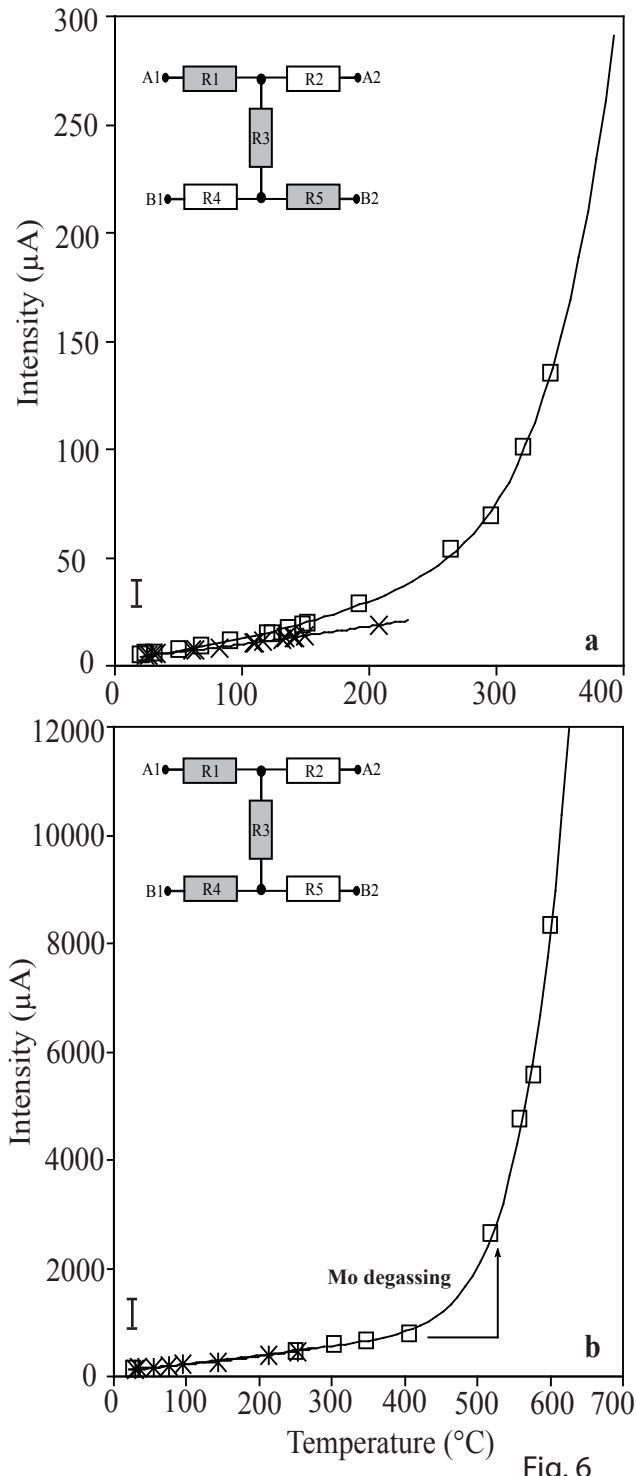 300
250
200
150
100
50
0
Intensity (µA)
A1 R1 R2 A2
R3
B1 R4 R5 B2
a
0 100 200 300 400
12000
10000
8000
6000
4000
2000
0
Intensity (µA)
A1 R1 R2 A2
R3
B1 R4 R5 B2
Mo degassing
b
0 100 200 300 400 500 600 700
Temperature (°C)
Fig. 6